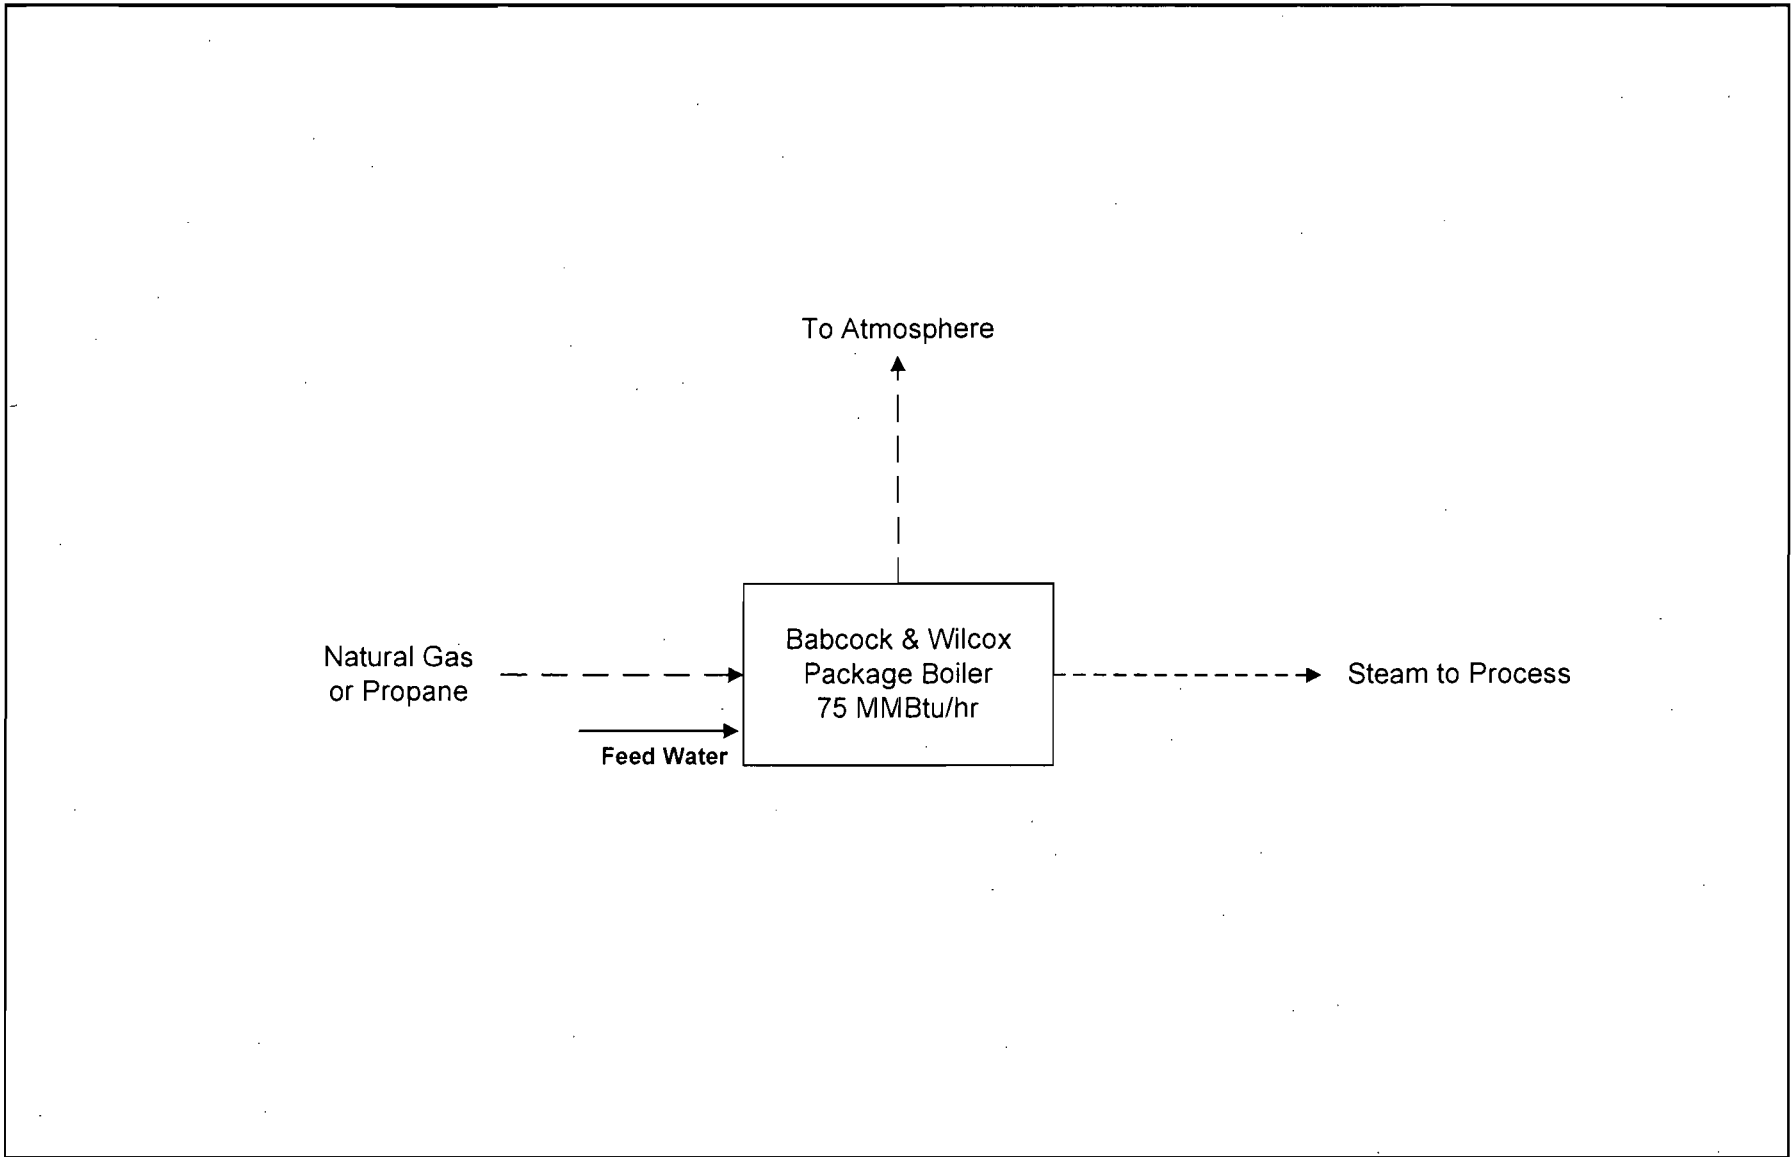 To Atmosphere
Natural Gas
or Propane
Babcock & Wilcox
Package Boiler
75 MMBtu/hr
Steam to Process
Feed Water